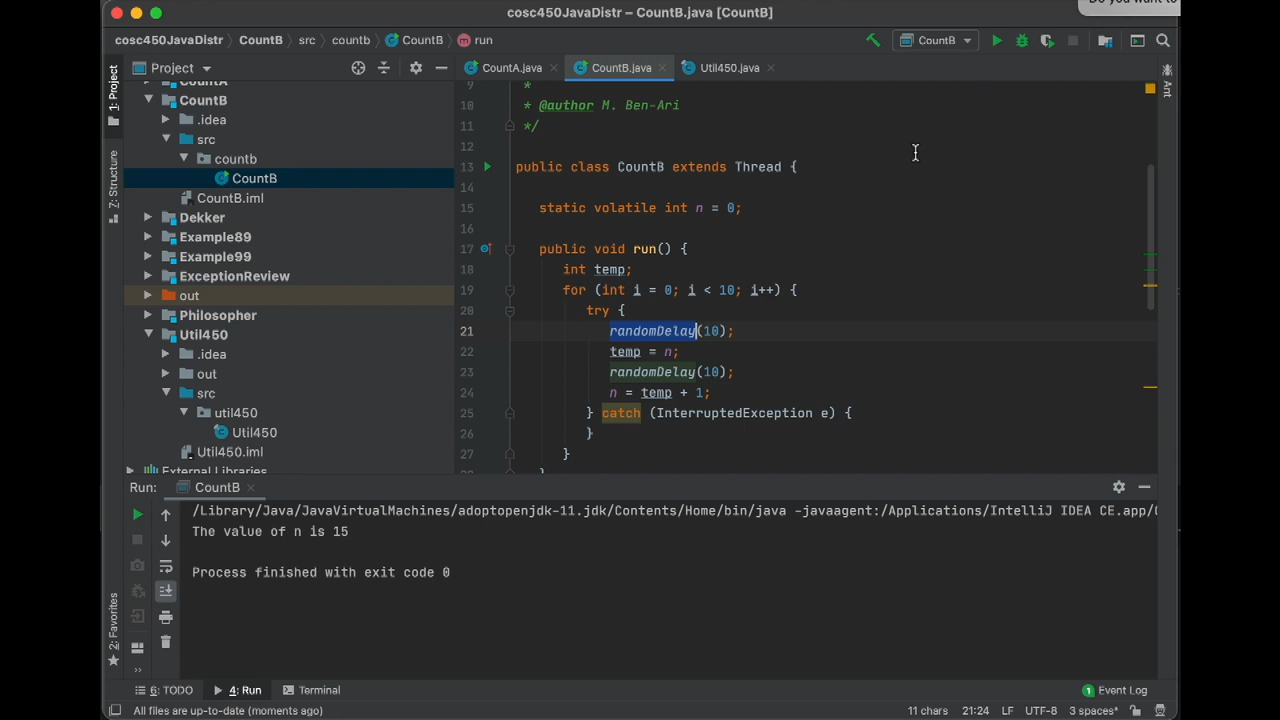 Do you want to
cosc450JavaDistr – CountB.java [CountB]
cosc450JavaDistr CountB src countb CountB run CountB
1: Project
Project
CountA.java CountB.java Util450.java
CountA
CountB
.idea
src
countb
CountB
CountB.iml
Dekker
Example89
Example99
ExceptionReview
out
Philosopher
Util450
.idea
out
src
util450
Util450
Util450.iml
External Libraries
Z: Structure
2: Favorites
Ant
9 *
10 * @author M. Ben-Ari
11 */
12
13 public class CountB extends Thread {
14
15 static volatile int n = 0;
16
17 public void run() {
18 int temp;
19 for (int i = 0; i < 10; i++) {
20 try {
21 randomDelay(10);
22 temp = n;
23 randomDelay(10);
24 n = temp + 1;
25 } catch (InterruptedException e) {
26 }
27 }
28 }
Run: CountB
/Library/Java/JavaVirtualMachines/adoptopenjdk-11.jdk/Contents/Home/bin/java -javaagent:/Applications/IntelliJ IDEA CE.app/C
The value of n is 15
Process finished with exit code 0
6: TODO 4: Run Terminal 1 Event Log
All files are up-to-date (moments ago) 11 chars 21:24 LF UTF-8 3 spaces*